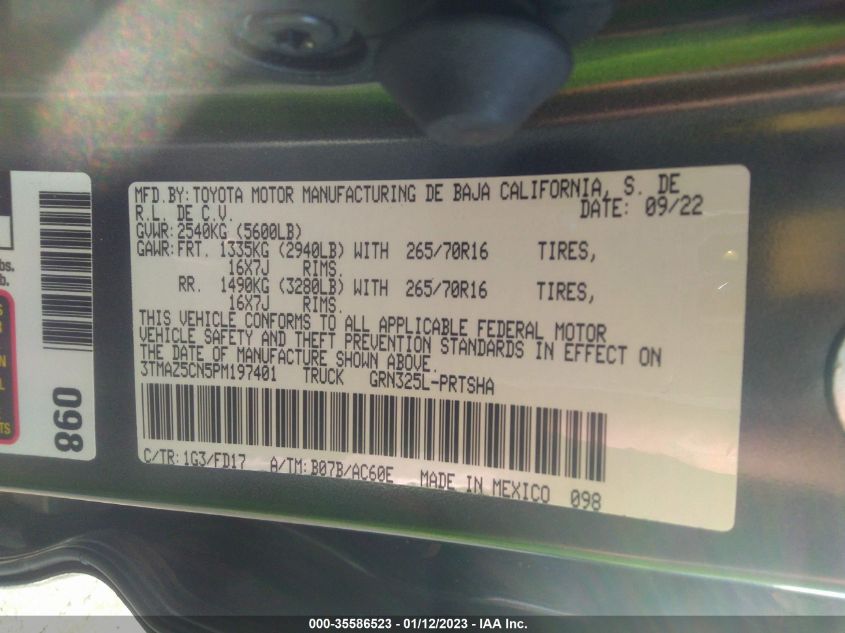 MFD.BY:TOYOTA MOTOR MANUFACTURING DE BAJA CALIFORNIA, S. DE
R.L. DE C.V. DATE: 09/22
GVWR:2540KG (5600LB)
GAWR:FRT. 1335KG (2940LB) WITH 265/70R16 TIRES,
16X7J RIMS.
RR. 1490KG (3280LB) WITH 265/70R16 TIRES,
16X7J RIMS.
THIS VEHICLE CONFORMS TO ALL APPLICABLE FEDERAL MOTOR
VEHICLE SAFETY AND THEFT PREVENTION STANDARDS IN EFFECT ON
THE DATE OF MANUFACTURE SHOWN ABOVE.
3TMAZ5CN5PM197401 TRUCK GRN325L-PRTSHA
C/TR:1G3/FD17 A/TM:B07B/AC60E MADE IN MEXICO 098
098
000-35586523 - 01/12/2023 - IAA Inc.